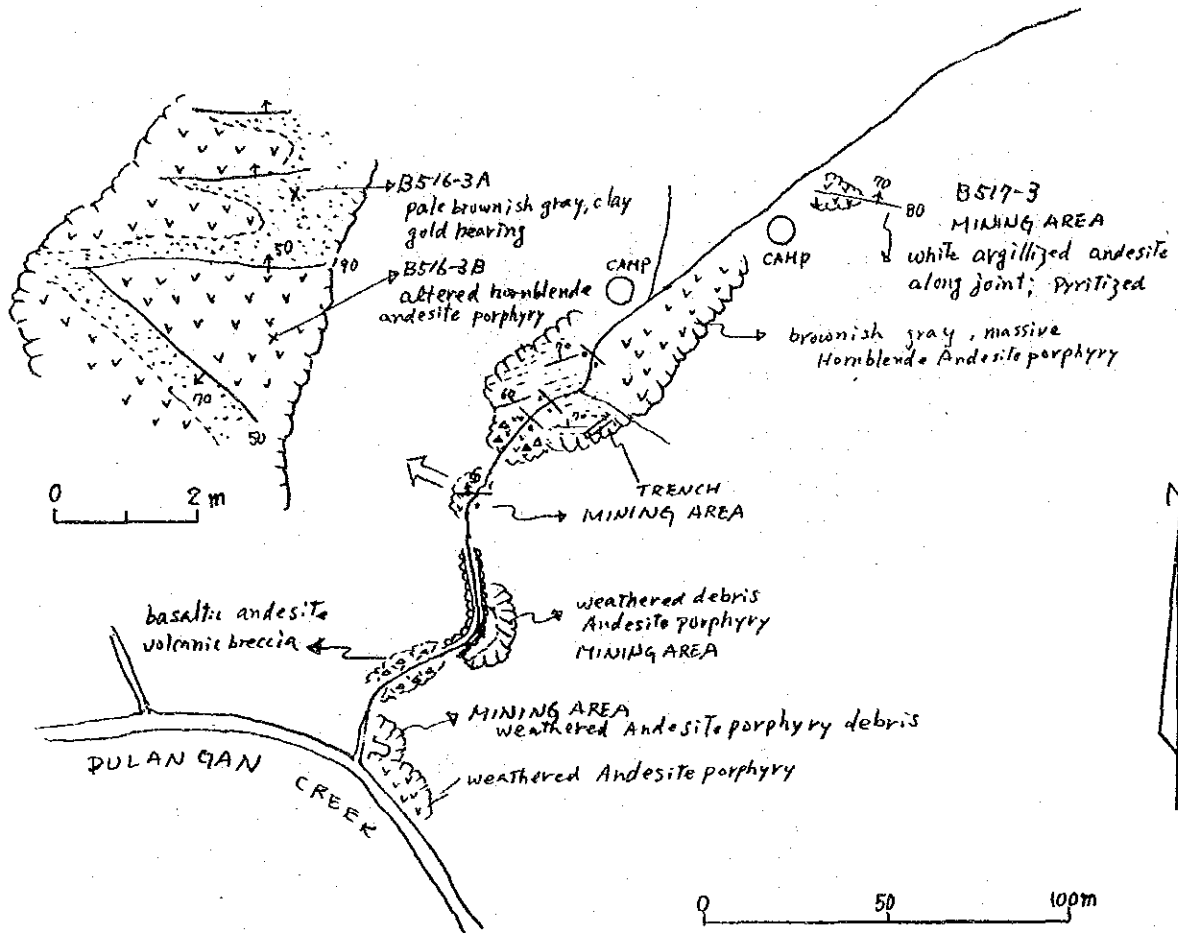 B516-3A
pale brownish gray, clay
gold bearing
50
90
B516-3B
altered hornblende
andesite porphyry
70
50
0 2 m
CAMP
CAMP
70
80
B517-3
MINING AREA
white argillized andesite
along joint; Pyritized
brownish gray, massive
Hornblende Andesite porphyry
70
60
70
TRENCH
MINING AREA
N
basaltic andesite
volcanic breccia
weathered debris
Andesite porphyry
MINING AREA
MINING AREA
weathered Andesite porphyry debris
weathered Andesite porphyry
DULANGAN
CREEK
0 50 100m